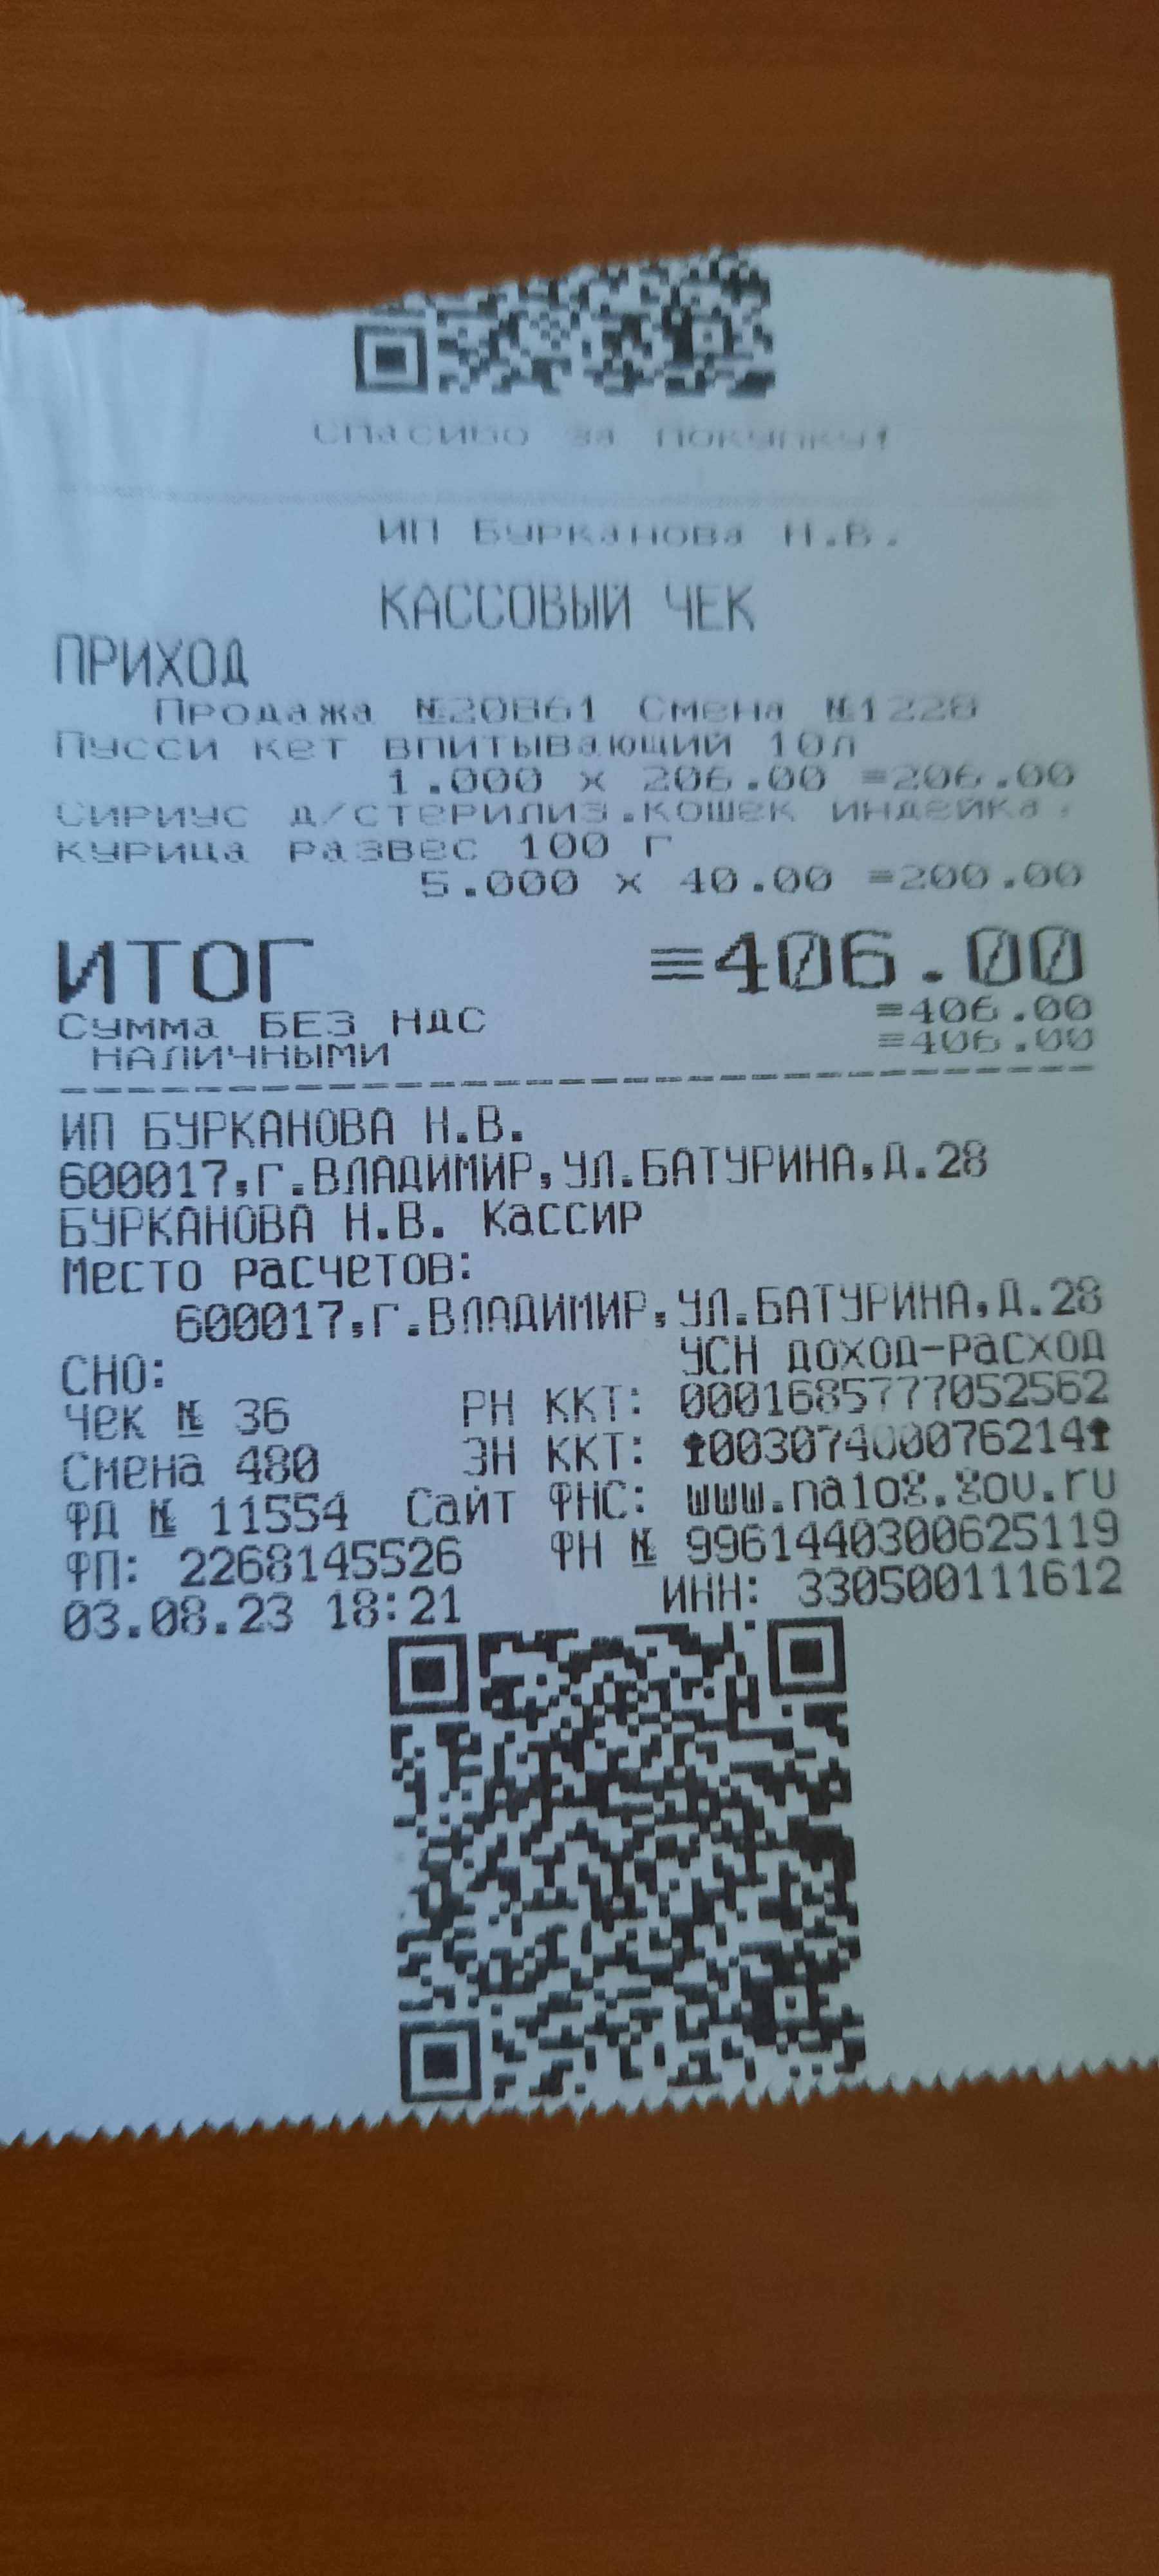 Спасибо за покупку!
ИП Бурканова Н.В.
КАССОВЫЙ ЧЕК
ПРИХОД
Продажа №20861 Смена №1228
Пусси кет впитывающий 10л
1.000 x 206.00 =206.00
Сириус д/стерилиз.кошек индейка.
курица развес 100 г
5.000 x 40.00 =200.00
ИТОГ =406.00
Сумма БЕЗ НДС =406.00
НАЛИЧНЫМИ =406.00
ИП БУРКАНОВА Н.В.
600017,г.ВЛАДИМИР,УЛ.БАТУРИНА,Д.28
БУРКАНОВА Н.В. Кассир
Место расчетов:
600017,г.ВЛАДИМИР,УЛ.БАТУРИНА,Д.28
СНО: УСН доход-расход
Чек № 36 РН ККТ: 0001685777052562
Смена 480 ЗН ККТ: 00307400076214
ФД № 11554 Сайт ФНС: www.nalog.gov.ru
ФП: 2268145526 ФН № 9961440300625119
03.08.23 18:21 ИНН: 330500111612